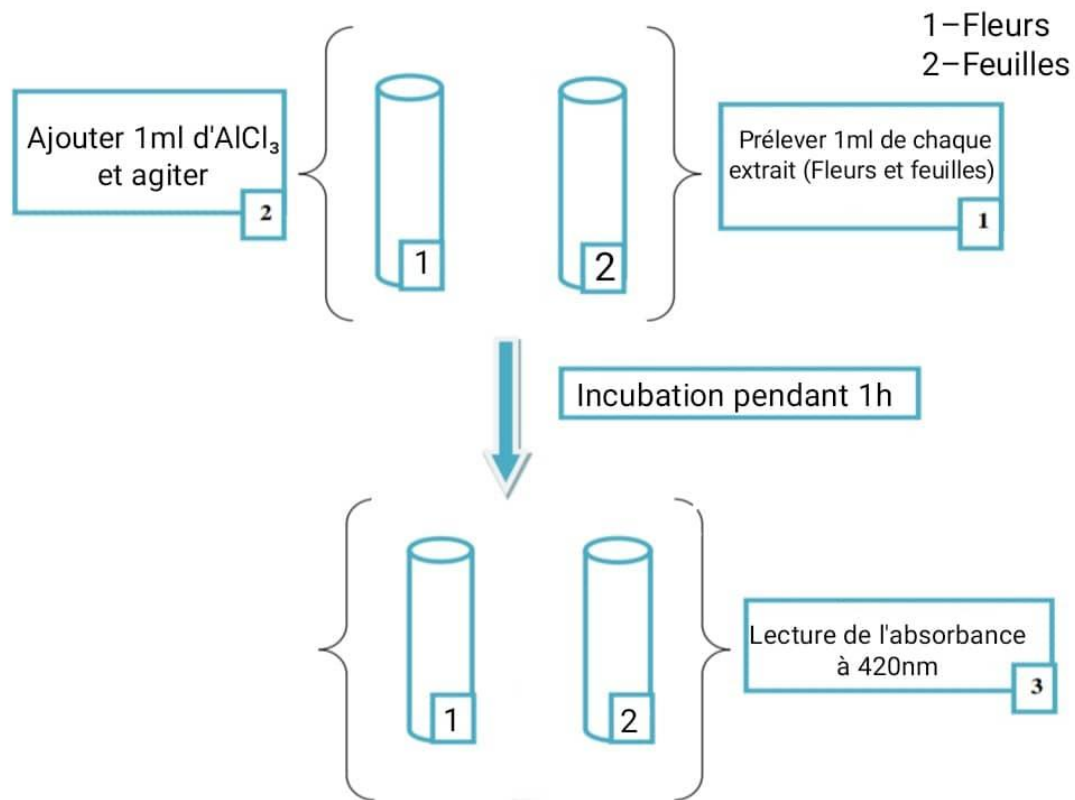 1–Fleurs
2–Feuilles
Ajouter 1ml d'AlCl₃
et agiter
2
1
2
Prélever 1ml de chaque
extrait (Fleurs et feuilles)
1
Incubation pendant 1h
1
2
Lecture de l'absorbance
à 420nm
3